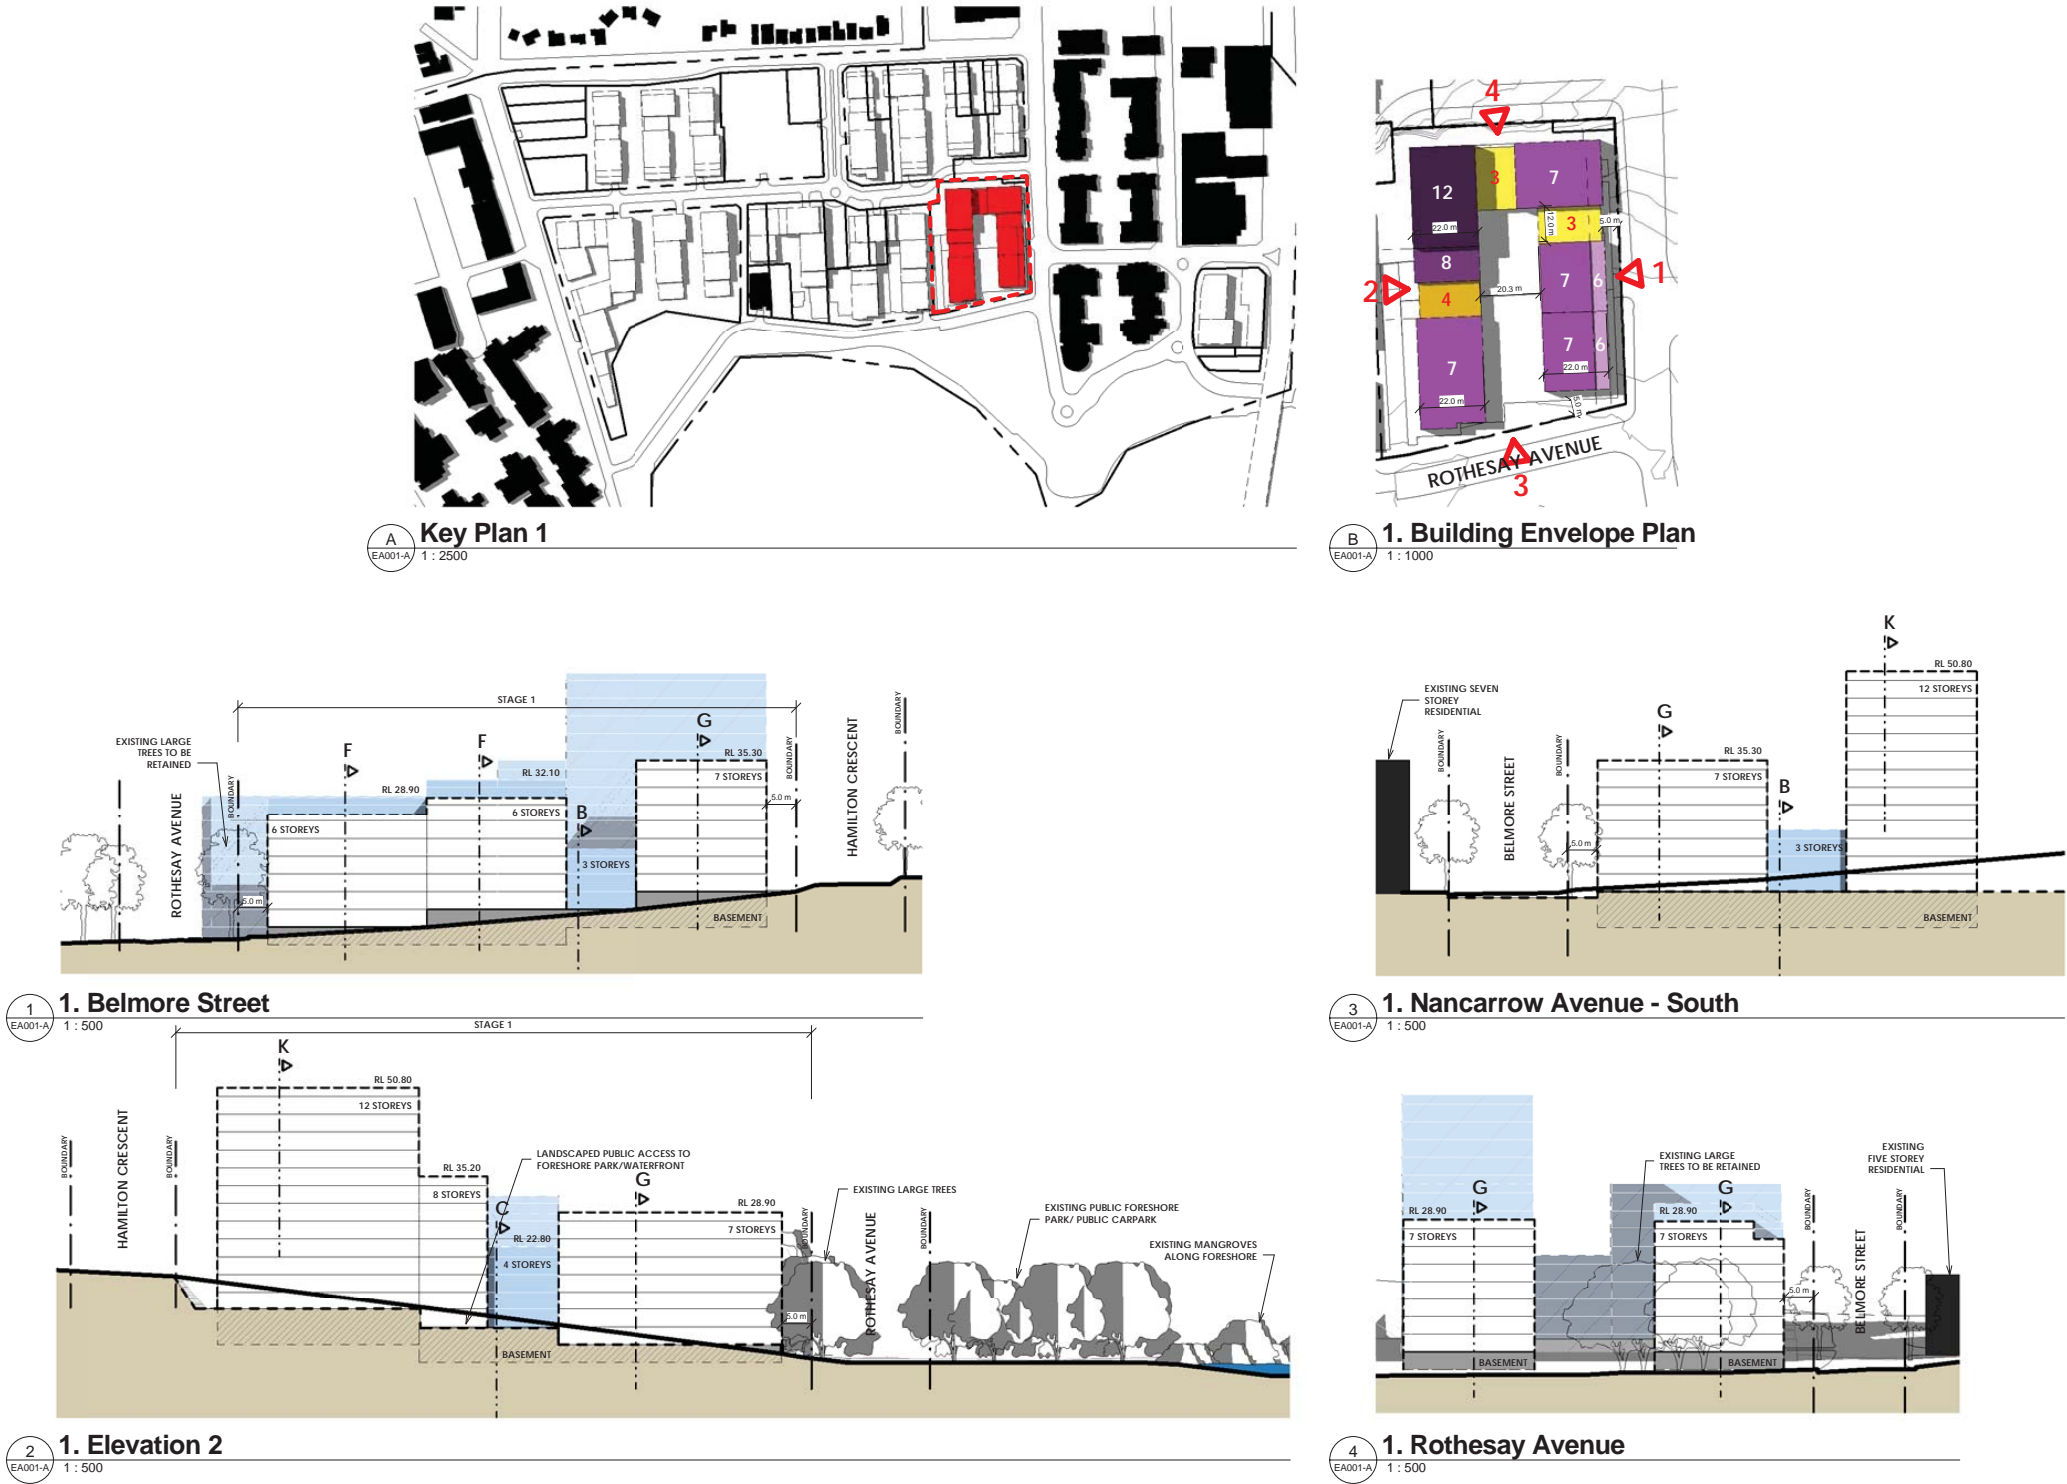 A
EA001-A
Key Plan 1
1 : 2500
4
12
3
7
22.0 m
12.0 m
3
5.0 m
8
2
4
20.3 m
7
6
1
7
22.0 m
7
6
22.0 m
5.0 m
ROTHESAY AVENUE
3
B
EA001-A
1. Building Envelope Plan
1 : 1000
STAGE 1
EXISTING LARGE
TREES TO BE
RETAINED
ROTHESAY AVENUE
BOUNDARY
F
F
G
B
RL 28.90
RL 32.10
RL 35.30
6 STOREYS
6 STOREYS
3 STOREYS
7 STOREYS
5.0 m
5.0 m
BASEMENT
BOUNDARY
HAMILTON CRESCENT
BOUNDARY
1
EA001-A
1. Belmore Street
1 : 500
EXISTING SEVEN
STOREY
RESIDENTIAL
BOUNDARY
BELMORE STREET
BOUNDARY
5.0 m
G
RL 35.30
7 STOREYS
B
3 STOREYS
K
RL 50.80
12 STOREYS
BASEMENT
3
EA001-A
1. Nancarrow Avenue - South
1 : 500
STAGE 1
BOUNDARY
HAMILTON CRESCENT
BOUNDARY
K
RL 50.80
12 STOREYS
RL 35.20
8 STOREYS
LANDSCAPED PUBLIC ACCESS TO
FORESHORE PARK/WATERFRONT
C
RL 22.80
4 STOREYS
G
RL 28.90
7 STOREYS
BASEMENT
BOUNDARY
5.0 m
EXISTING LARGE TREES
ROTHESAY AVENUE
BOUNDARY
EXISTING PUBLIC FORESHORE
PARK/ PUBLIC CARPARK
EXISTING MANGROVES
ALONG FORESHORE
2
EA001-A
1. Elevation 2
1 : 500
G
RL 28.90
7 STOREYS
BASEMENT
EXISTING LARGE
TREES TO BE RETAINED
G
RL 28.90
7 STOREYS
BASEMENT
5.0 m
BOUNDARY
BELMORE STREET
BOUNDARY
EXISTING
FIVE STOREY
RESIDENTIAL
4
EA001-A
1. Rothesay Avenue
1 : 500